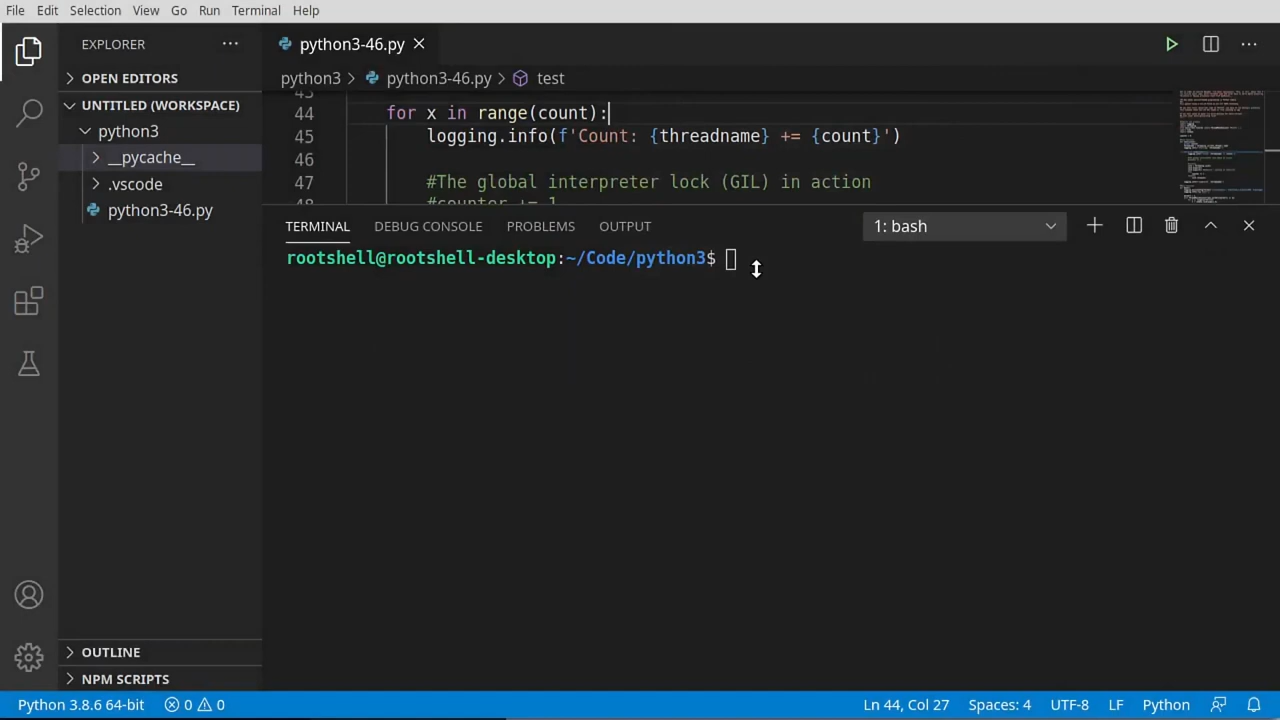 File Edit Selection View Go Run Terminal Help
EXPLORER
python3-46.py
OPEN EDITORS
python3 python3-46.py test
UNTITLED (WORKSPACE)
python3
__pycache__
.vscode
python3-46.py
43
44 for x in range(count):
45 logging.info(f'Count: {threadname} += {count}')
46
47 #The global interpreter lock (GIL) in action
48 #counter += 1
TERMINAL DEBUG CONSOLE PROBLEMS OUTPUT 1: bash
rootshell@rootshell-desktop:~/Code/python3$
OUTLINE
NPM SCRIPTS
Python 3.8.6 64-bit 0 0 Ln 44, Col 27 Spaces: 4 UTF-8 LF Python